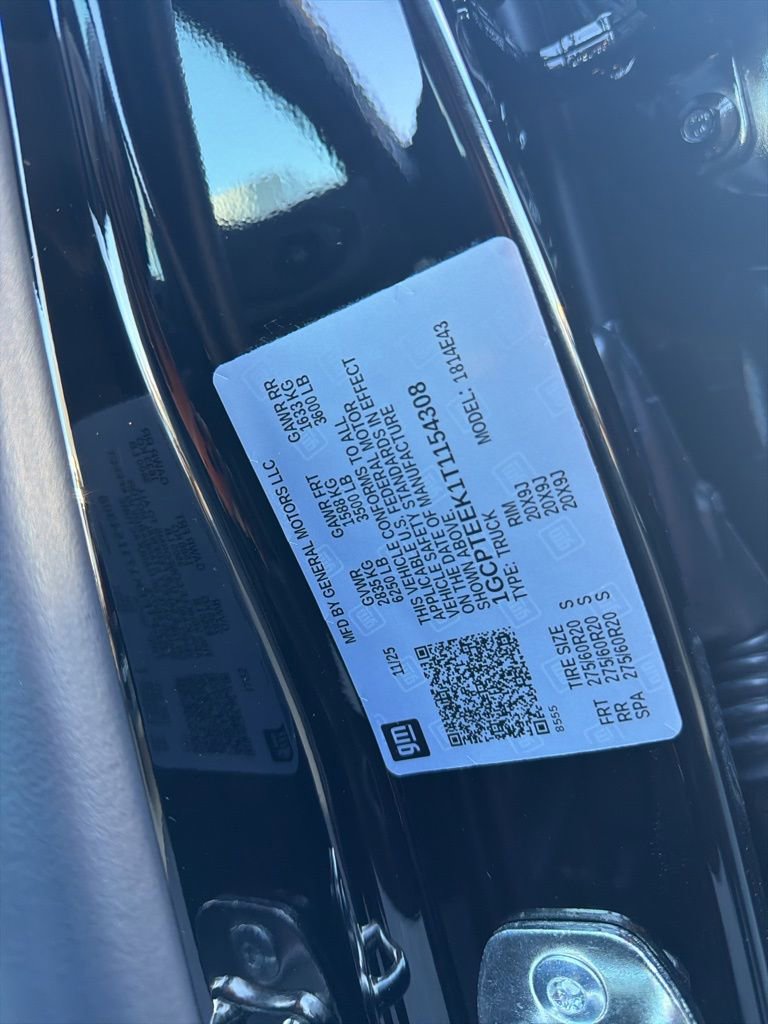 gm
MFD BY GENERAL MOTORS LLC
11/25
GVWR GAWR FRT GAWR RR
2835 KG 1588 KG 1633 KG
6250 LB 3500 LB 3600 LB
THIS VEHICLE CONFORMS TO ALL
APPLICABLE U.S. FEDERAL MOTOR
VEHICLE SAFETY STANDARDS IN EFFECT
ON THE DATE OF MANUFACTURE
SHOWN ABOVE.
1GCPTEEK1T1154308
TYPE: TRUCK MODEL: 1814E43
8555
TIRE SIZE RIM
FRT 275/60R20 S 20X9J
RR 275/60R20 S 20X9J
SPA 275/60R20 S 20X9J